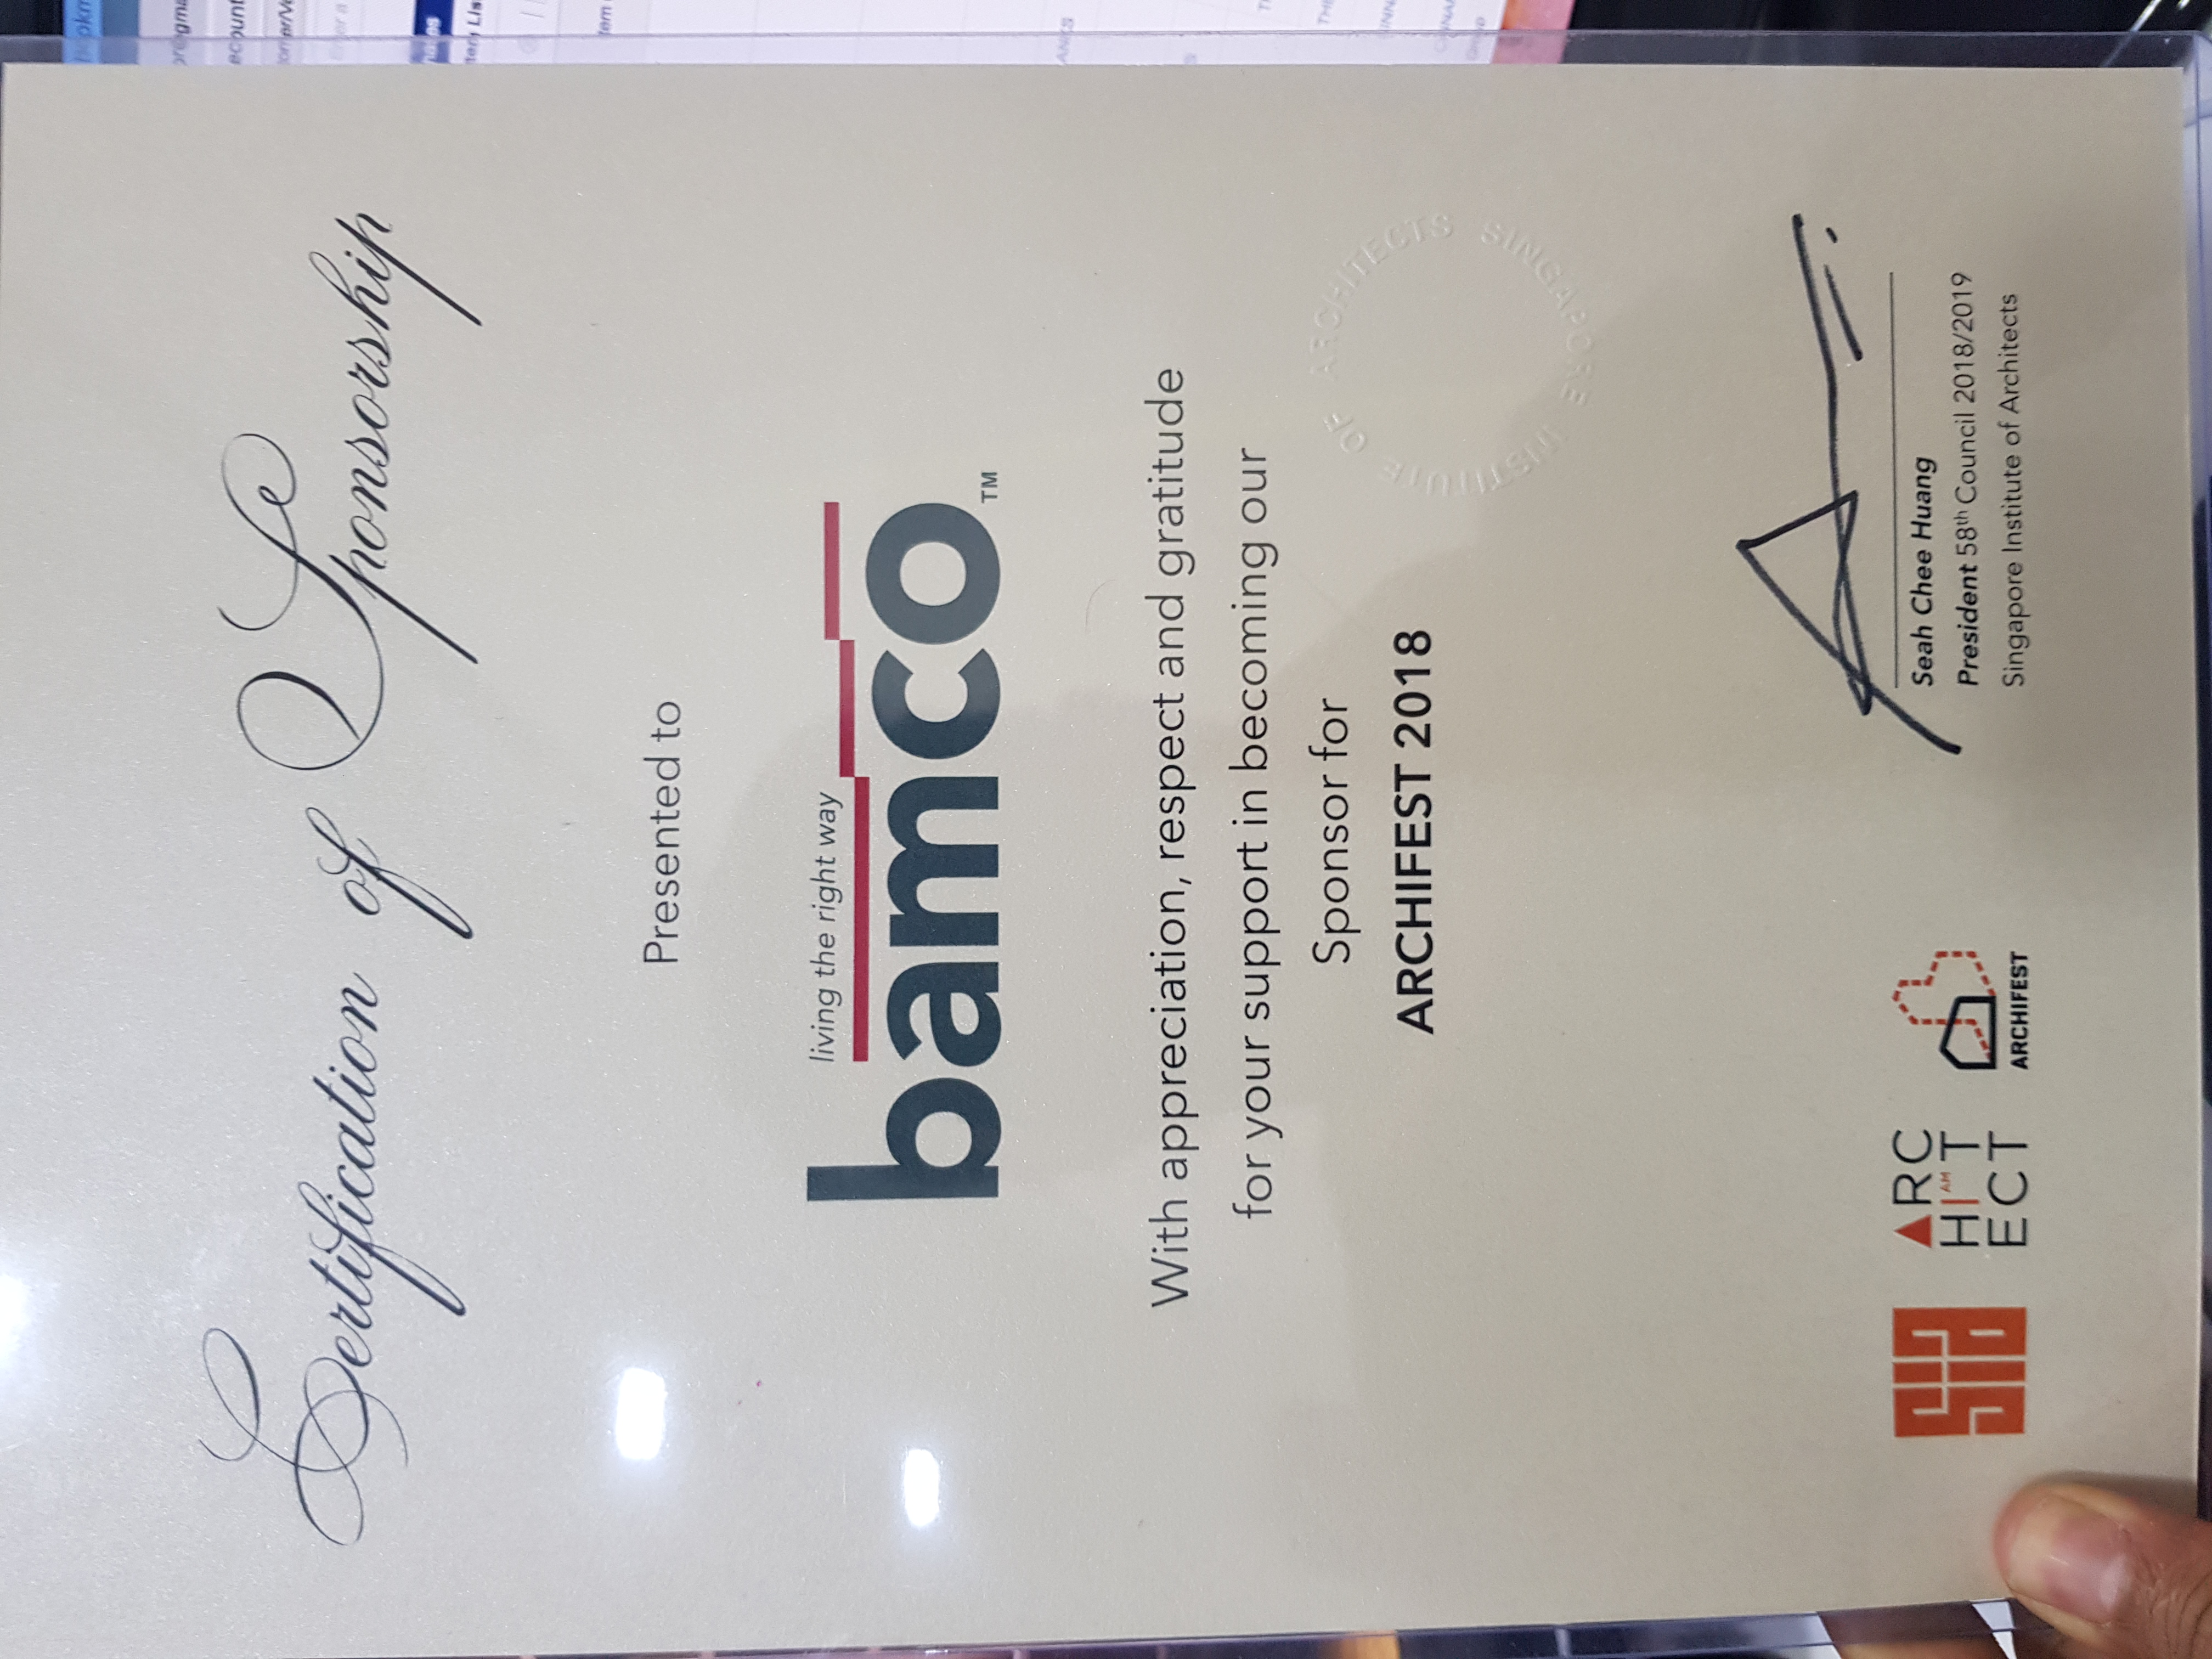 Certification of Sponsorship
Presented to
living the right way
bamco™
With appreciation, respect and gratitude
for your support in becoming our
Sponsor for
ARCHIFEST 2018
INSTITUTE OF ARCHITECTS SINGAPORE
Seah Chee Huang
President 58th Council 2018/2019
Singapore Institute of Architects
SIA
ARC
HI AM T
ECT
ARCHIFEST